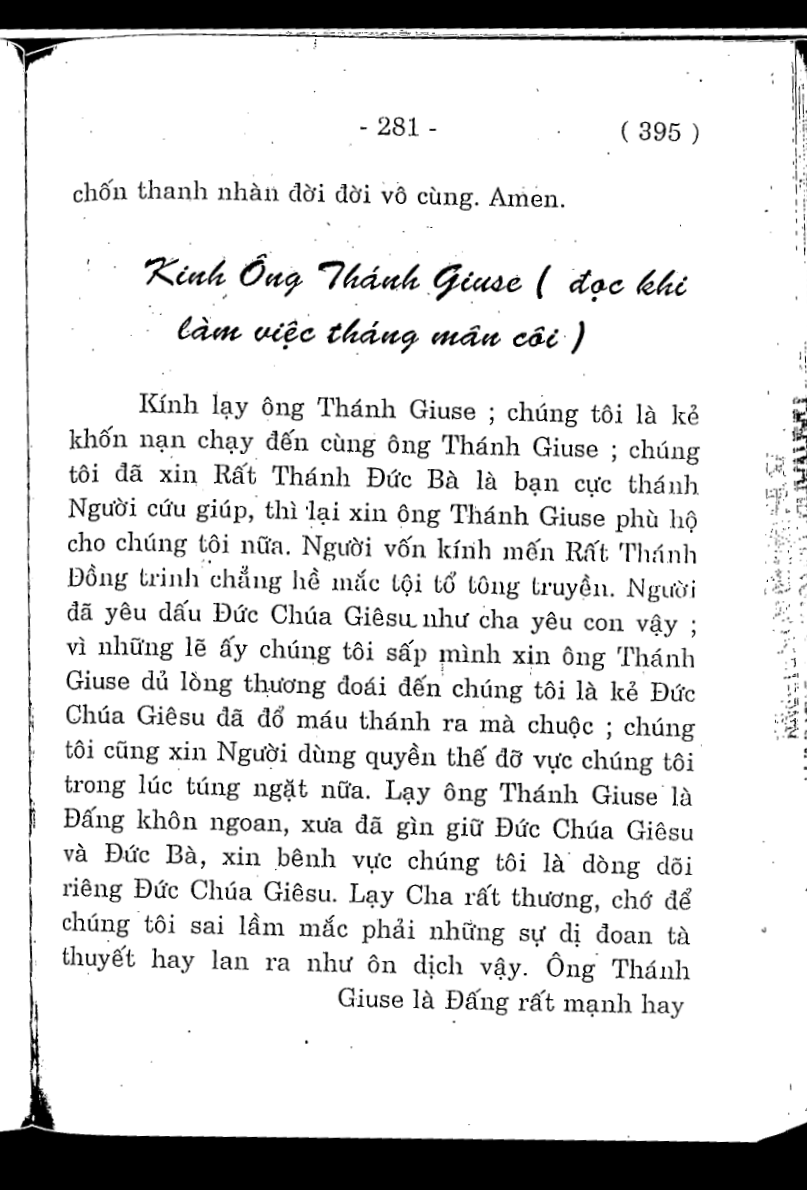 - 281 -
( 395 )
chốn thanh nhàn đời đời vô cùng. Amen.
Kinh Ông Thánh Giuse ( đọc khi
làm việc tháng mân côi )
Kính lạy ông Thánh Giuse ; chúng tôi là kẻ
khốn nạn chạy đến cùng ông Thánh Giuse ; chúng
tôi đã xin Rất Thánh Đức Bà là bạn cực thánh
Người cứu giúp, thì lại xin ông Thánh Giuse phù hộ
cho chúng tôi nữa. Người vốn kính mến Rất Thánh
Đồng trinh chẳng hề mắc tội tổ tông truyền. Người
đã yêu dấu Đức Chúa Giêsu như cha yêu con vậy ;
vì những lẽ ấy chúng tôi sấp mình xin ông Thánh
Giuse dủ lòng thương đoái đến chúng tôi là kẻ Đức
Chúa Giêsu đã đổ máu thánh ra mà chuộc ; chúng
tôi cũng xin Người dùng quyền thế đỡ vực chúng tôi
trong lúc túng ngặt nữa. Lạy ông Thánh Giuse là
Đấng khôn ngoan, xưa đã gìn giữ Đức Chúa Giêsu
và Đức Bà, xin bênh vực chúng tôi là dòng dõi
riêng Đức Chúa Giêsu. Lạy Cha rất thương, chớ để
chúng tôi sai lầm mắc phải những sự dị đoan tà
thuyết hay lan ra như ôn dịch vậy. Ông Thánh
Giuse là Đấng rất mạnh hay